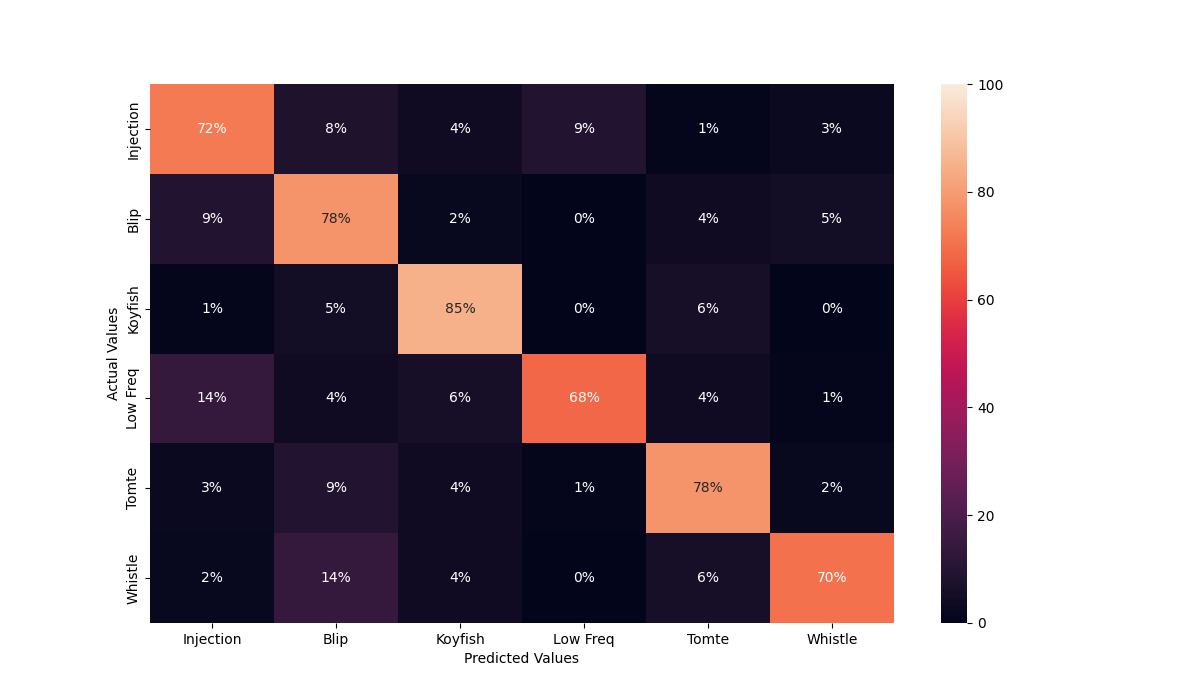 Injection 72% 8% 4% 9% 1% 3%
Blip 9% 78% 2% 0% 4% 5%
Koyfish 1% 5% 85% 0% 6% 0%
Low Freq 14% 4% 6% 68% 4% 1%
Tomte 3% 9% 4% 1% 78% 2%
Whistle 2% 14% 4% 0% 6% 70%
Actual Values
Injection Blip Koyfish Low Freq Tomte Whistle
Predicted Values
100
80
60
40
20
0